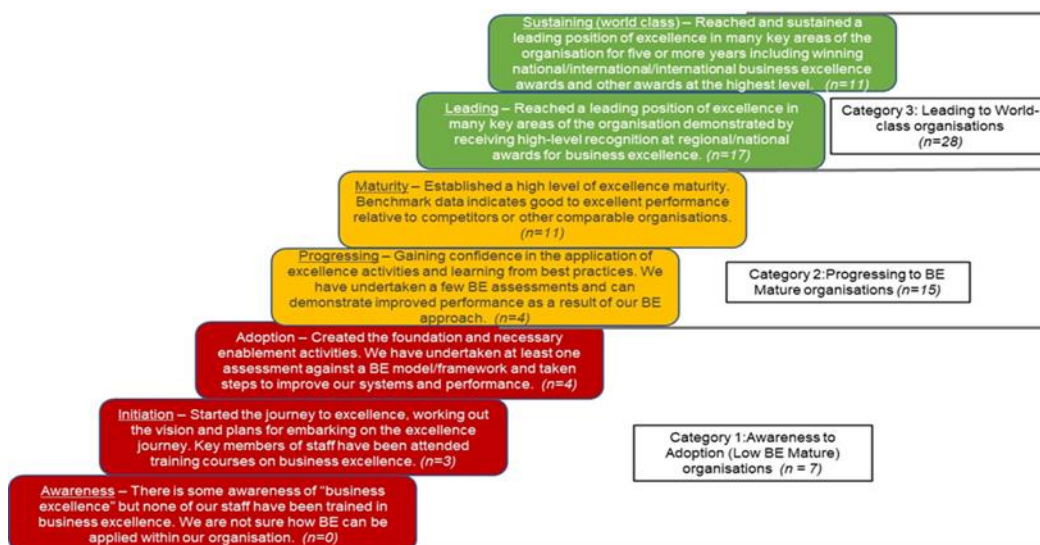 Sustaining (world class) – Reached and sustained a
leading position of excellence in many key areas of the
organisation for five or more years including winning
national/international/international business excellence
awards and other awards at the highest level. (n=11)
Leading – Reached a leading position of excellence in
many key areas of the organisation demonstrated by
receiving high-level recognition at regional/national
awards for business excellence. (n=17)
Category 3: Leading to World-
class organisations
(n=28)
Maturity – Established a high level of excellence maturity.
Benchmark data indicates good to excellent performance
relative to competitors or other comparable organisations.
(n=11)
Progressing – Gaining confidence in the application of
excellence activities and learning from best practices. We
have undertaken a few BE assessments and can
demonstrate improved performance as a result of our BE
approach. (n=4)
Category 2:Progressing to BE
Mature organisations (n=15)
Adoption – Created the foundation and necessary
enablement activities. We have undertaken at least one
assessment against a BE model/framework and taken
steps to improve our systems and performance. (n=4)
Initiation – Started the journey to excellence, working out
the vision and plans for embarking on the excellence
journey. Key members of staff have been attended
training courses on business excellence. (n=3)
Category 1:Awareness to
Adoption (Low BE Mature)
organisations (n = 7)
Awareness – There is some awareness of "business
excellence" but none of our staff have been trained in
business excellence. We are not sure how BE can be
applied within our organisation. (n=0)